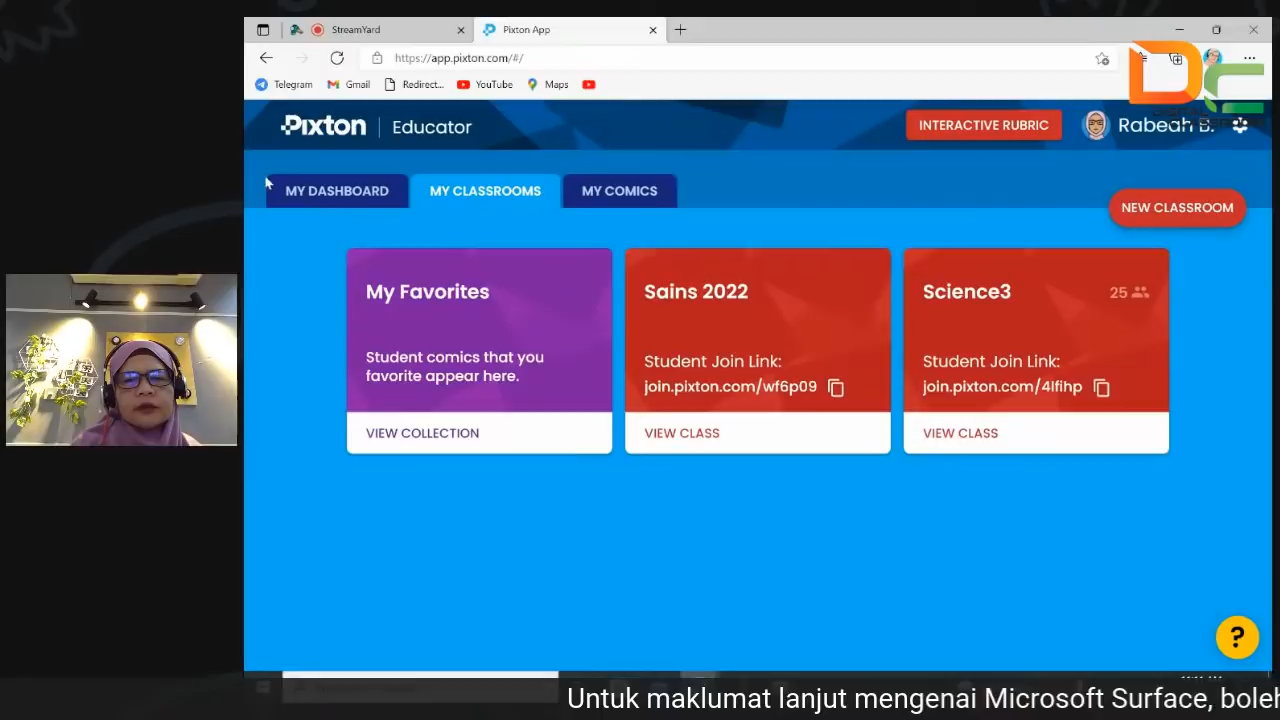 StreamYard
Pixton App
https://app.pixton.com/#/
Telegram
Gmail
Redirect...
YouTube
Maps
Pixton
Educator
INTERACTIVE RUBRIC
Rabeah B.
MY DASHBOARD
MY CLASSROOMS
MY COMICS
NEW CLASSROOM
My Favorites
Student comics that you
favorite appear here.
VIEW COLLECTION
Sains 2022
Student Join Link:
join.pixton.com/wf6p09
VIEW CLASS
Science3
25
Student Join Link:
join.pixton.com/4lfihp
VIEW CLASS
?
Untuk maklumat lanjut mengenai Microsoft Surface, boleh